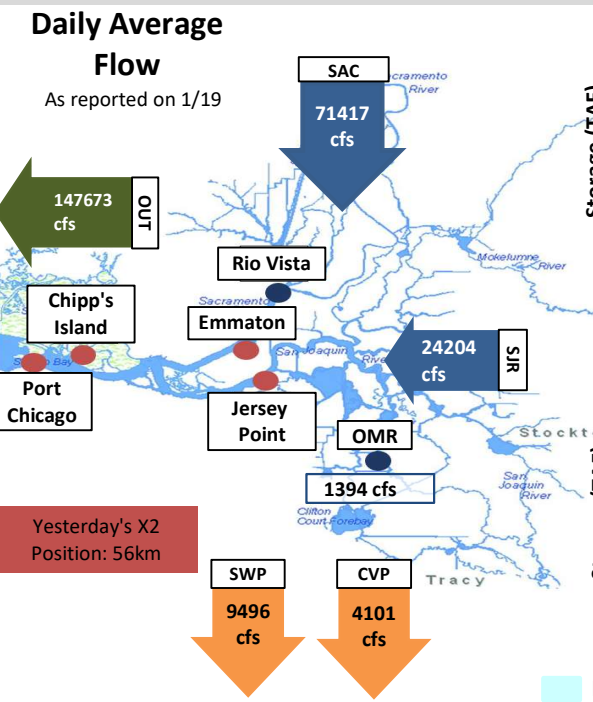 Daily Average
Flow
As reported on 1/19
SAC
Sacramento
River
71417
cfs
Storage (TAF)
147673
cfs
OUT
Rio Vista
Mokelumne
River
Chipp's
Island
Sacramento
Emmaton
San Joaquin
River
24204
cfs
SJR
Port
Chicago
Jersey
Point
OMR
1394 cfs
Stockt
San
Joaquin
River
Clifton
Court Forebay
Yesterday's X2
Position: 56km
Tracy
SWP
9496
cfs
CVP
4101
cfs